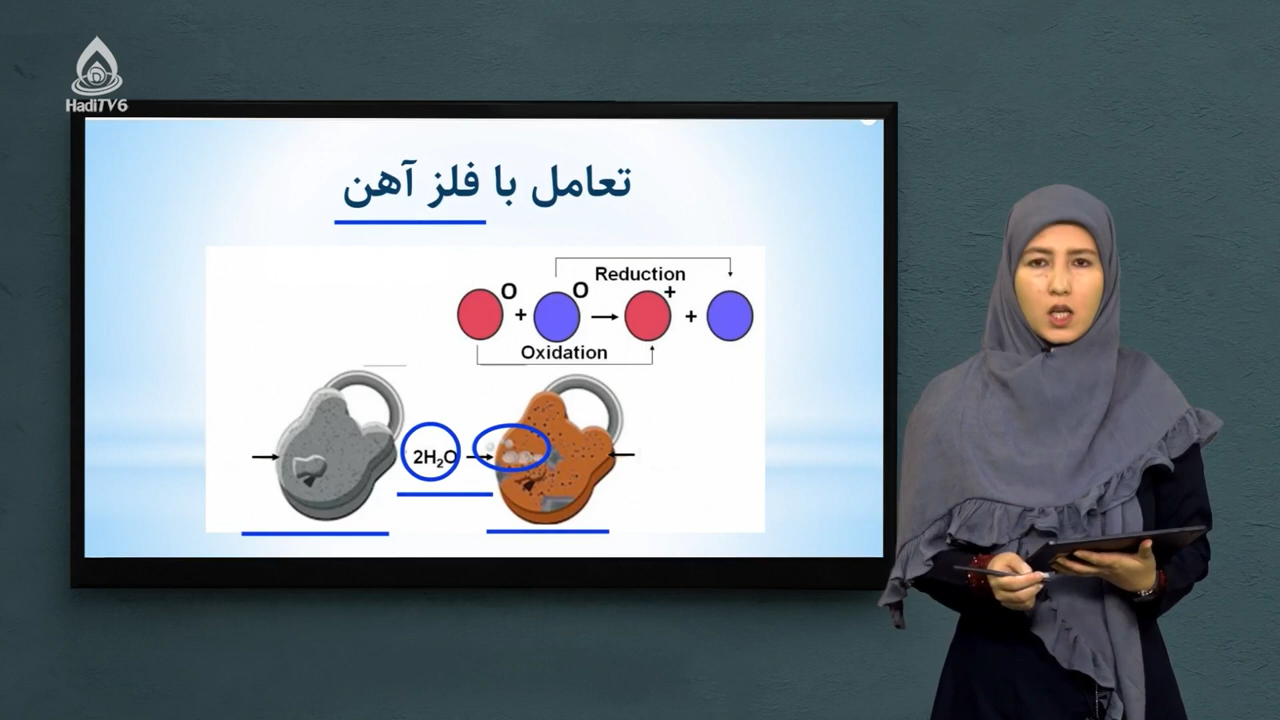 HadiTV6
تعامل با فلز آهن
Reduction
O + O → + +
Oxidation
2H₂O →